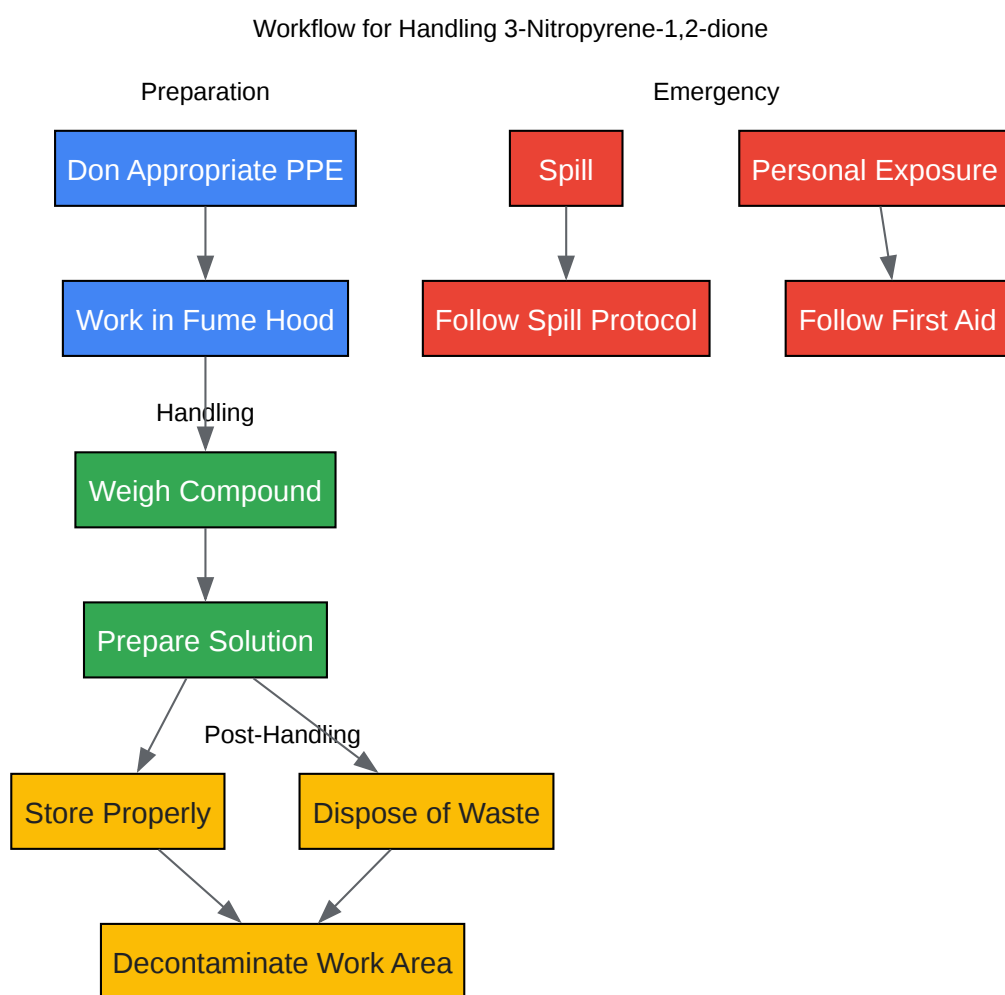 Workflow for Handling 3-Nitropyrene-1,2-dione
Preparation
Emergency
Don Appropriate PPE
Spill
Personal Exposure
Work in Fume Hood
Follow Spill Protocol
Follow First Aid
Handling
Weigh Compound
Prepare Solution
Post-Handling
Store Properly
Dispose of Waste
Decontaminate Work Area